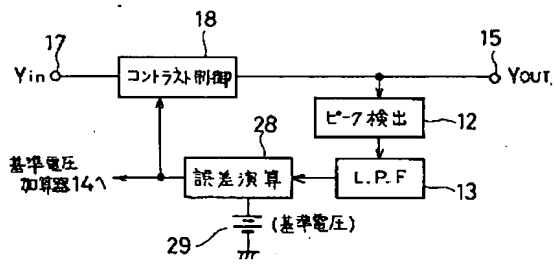 18
17
15
Yin
コントラスト制御
YOUT.
ピーク検出
12
28
基準電圧
加算器14へ
誤差演算
L.P.F
13
29
(基準電圧)